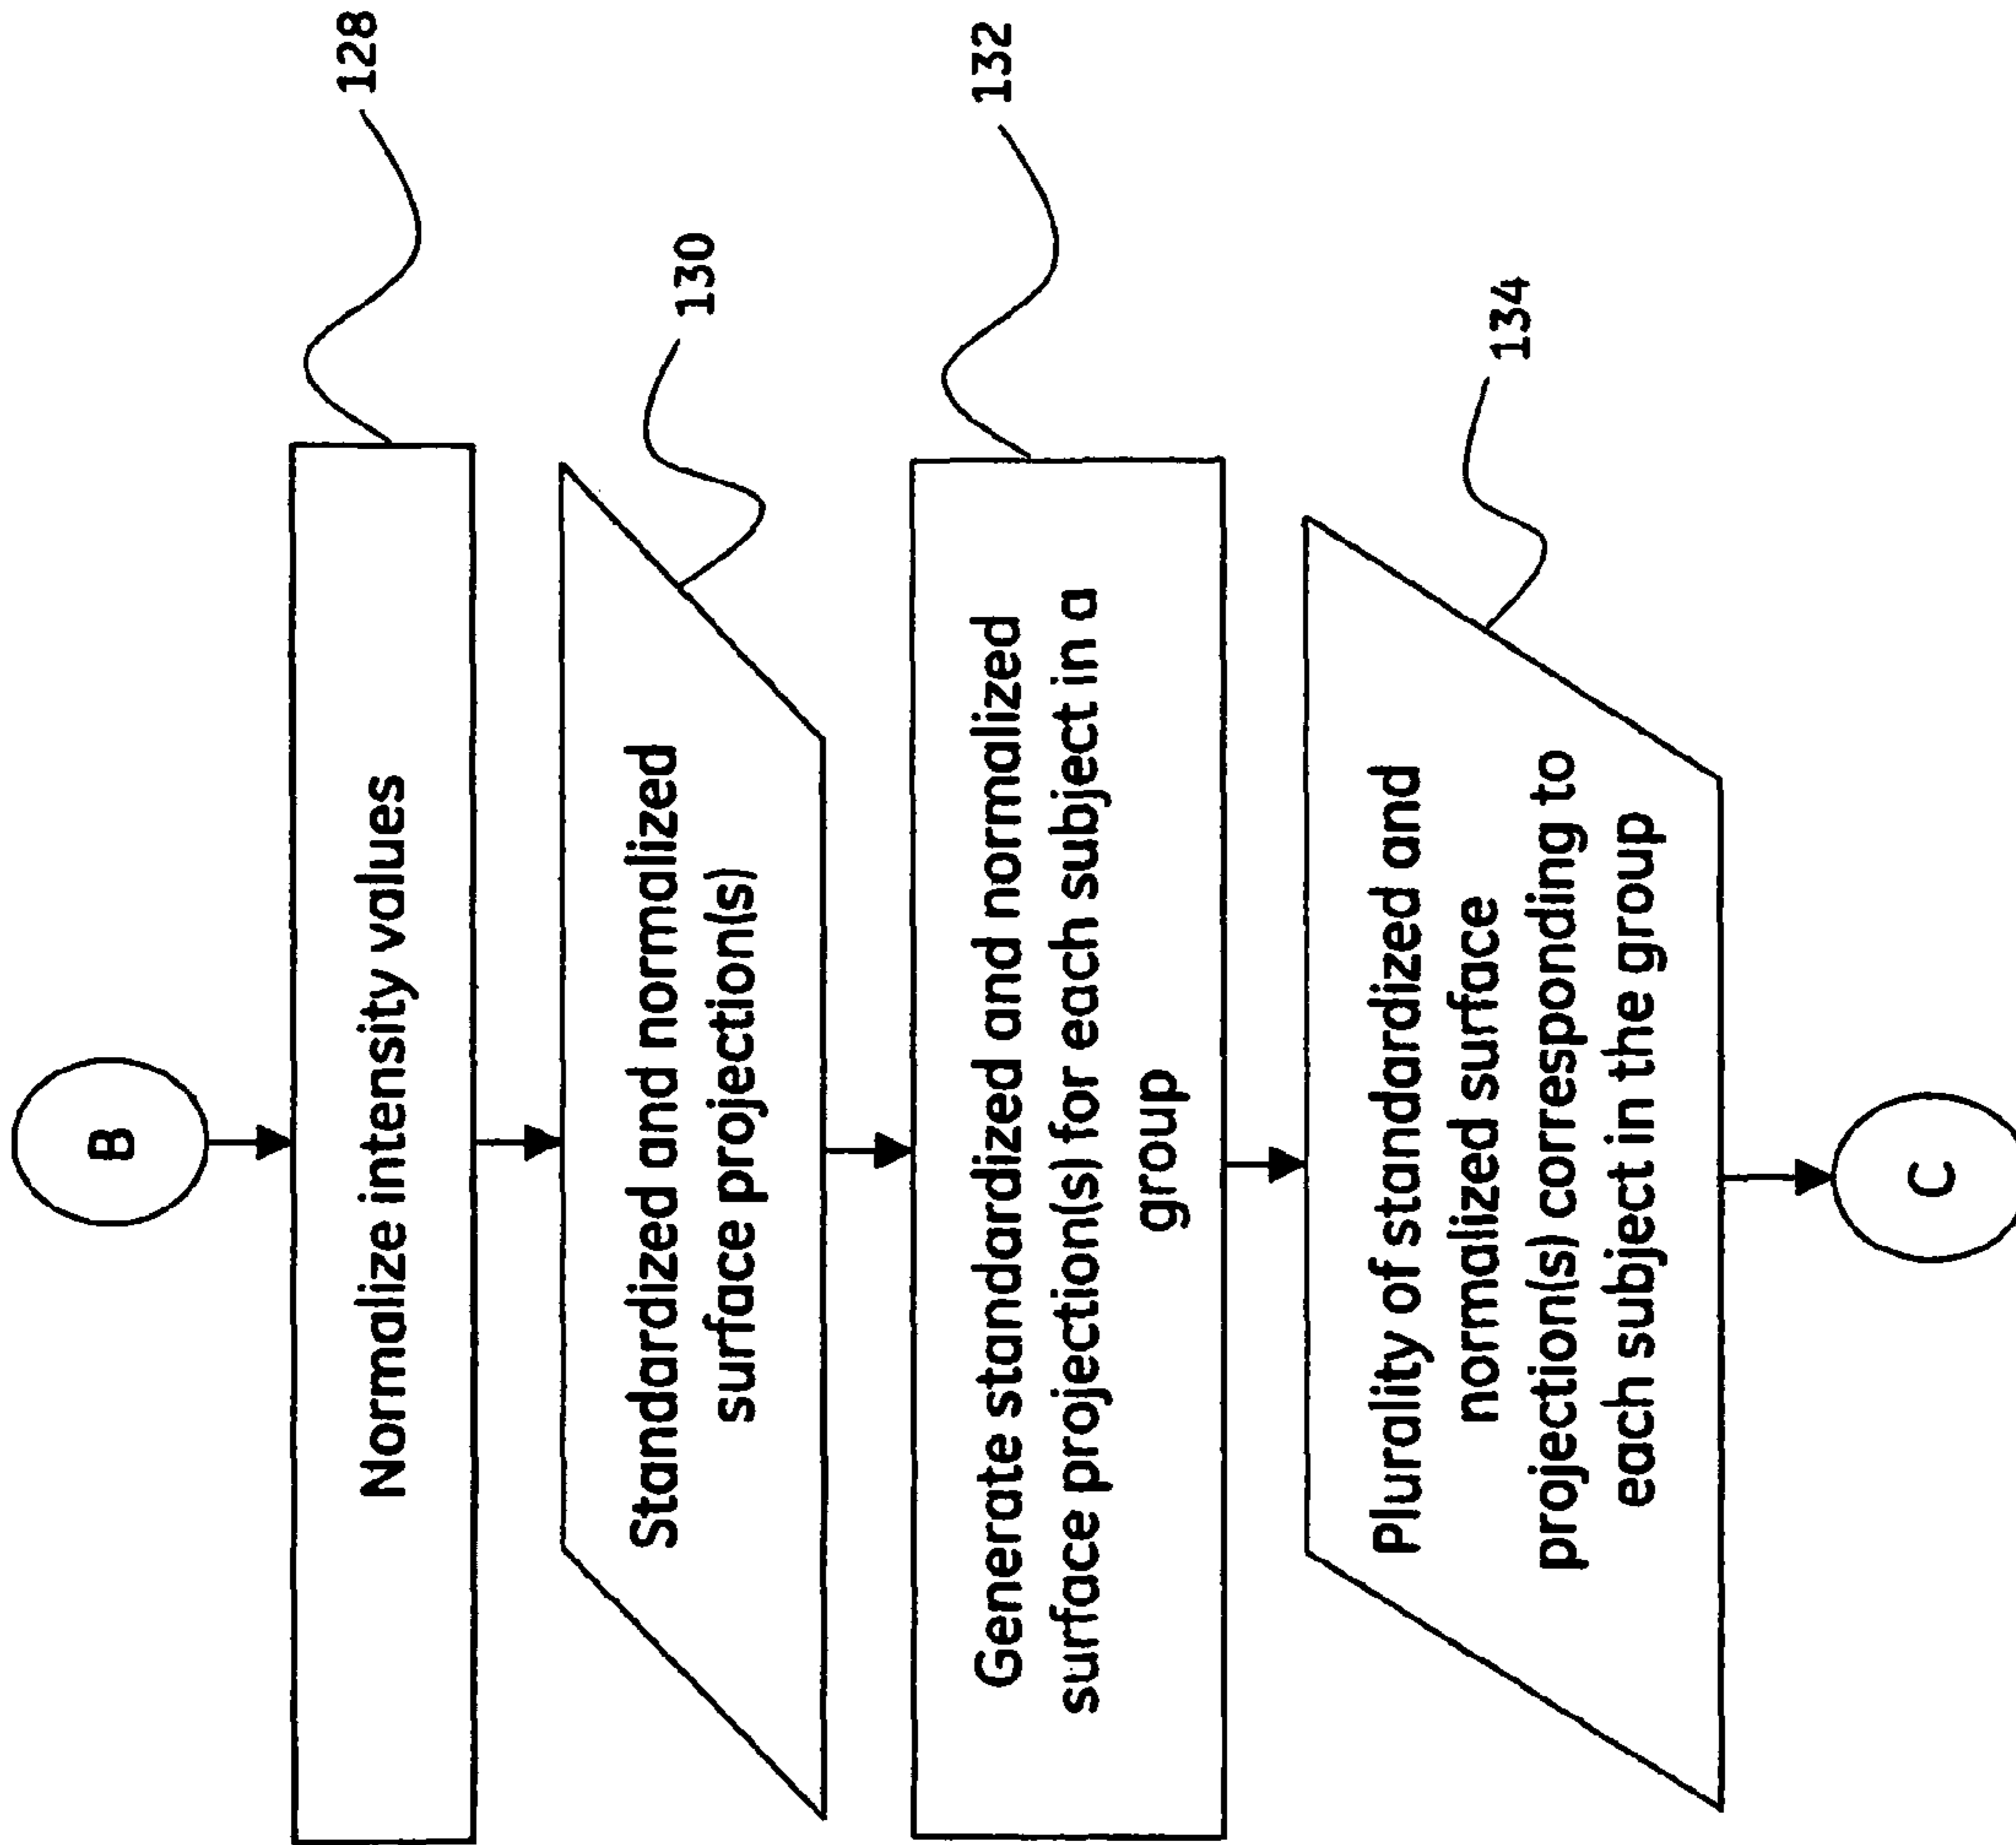 B
Normalize intensity values
128
Standardized and normalized
surface projection(s)
130
Generate standardized and normalized
surface projection(s) for each subject in a
group
132
Plurality of standardized and
normalized surface
projection(s) corresponding to
each subject in the group
134
C